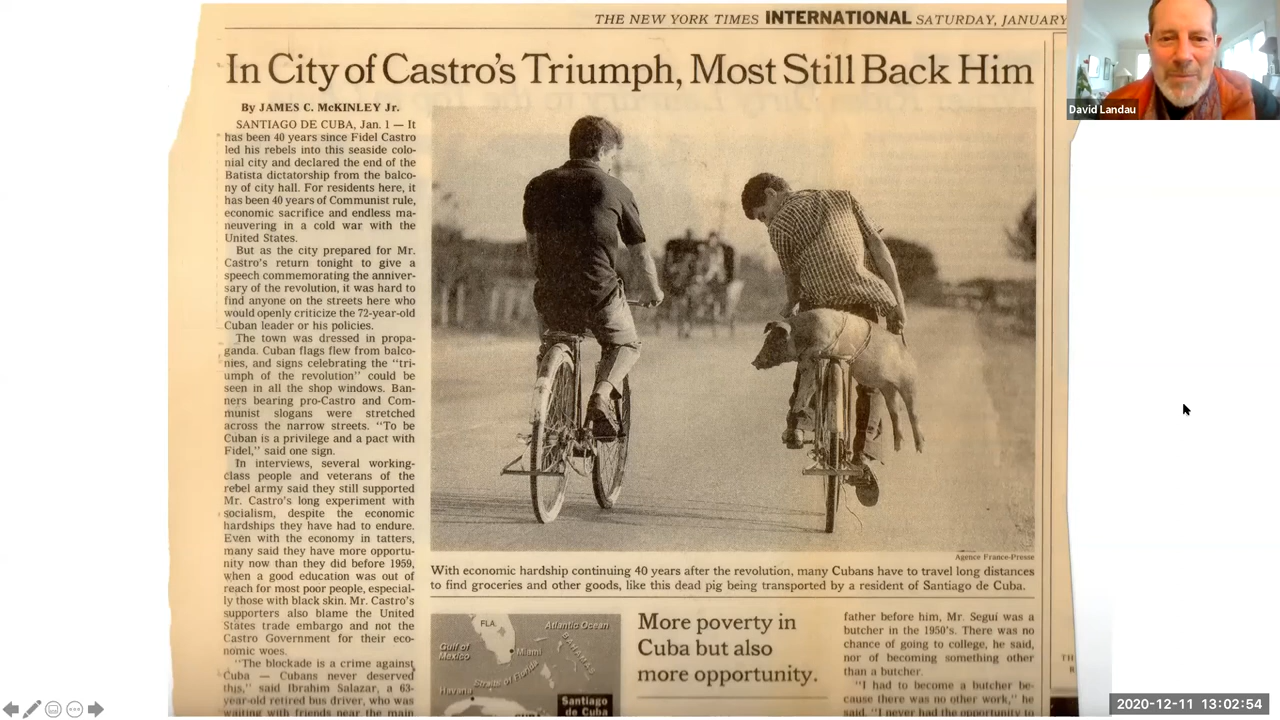 THE NEW YORK TIMES INTERNATIONAL SATURDAY, JANUARY
In City of Castro's Triumph, Most Still Back Him
By JAMES C. McKINLEY Jr.
SANTIAGO DE CUBA, Jan. 1 — It
has been 40 years since Fidel Castro
led his rebels into this seaside colo-
nial city and declared the end of the
Batista dictatorship from the balco-
ny of city hall. For residents here, it
has been 40 years of Communist rule,
economic sacrifice and endless ma-
neuvering in a cold war with the
United States.
But as the city prepared for Mr.
Castro's return tonight to give a
speech commemorating the anniver-
sary of the revolution, it was hard to
find anyone on the streets here who
would openly criticize the 72-year-old
Cuban leader or his policies.
The town was dressed in propa-
ganda. Cuban flags flew from balco-
nies, and signs celebrating the "tri-
umph of the revolution" could be
seen in all the shop windows. Ban-
ners bearing pro-Castro and Com-
munist slogans were stretched
across the narrow streets. "To be
Cuban is a privilege and a pact with
Fidel," said one sign.
In interviews, several working-
class people and veterans of the
rebel army said they still supported
Mr. Castro's long experiment with
socialism, despite the economic
hardships they have had to endure.
Even with the economy in tatters,
many said they have more opportu-
nity now than they did before 1959,
when a good education was out of
reach for most poor people, especial-
ly those with black skin. Mr. Castro's
supporters also blame the United
States trade embargo and not the
Castro Government for their eco-
nomic woes.
"The blockade is a crime against
Cuba — Cubans never deserved
this," said Ibrahim Salazar, a 63-
year-old retired bus driver, who was
waiting with friends near the main
Agence France-Presse
With economic hardship continuing 40 years after the revolution, many Cubans have to travel long distances
to find groceries and other goods, like this dead pig being transported by a resident of Santiago de Cuba.
FLA.
Atlantic Ocean
Gulf of
Mexico
Miami
BAHAMAS
Straits of Florida
Havana
Santiago
de Cuba
CUBA
More poverty in
Cuba but also
more opportunity.
father before him, Mr. Segui was a
butcher in the 1950's. There was no
chance of going to college, he said,
nor of becoming something other
than a butcher.
"I had to become a butcher be-
cause there was no other work," he
said. "I never had the opportunity to
TH
David Landau
2020-12-11 13:02:54